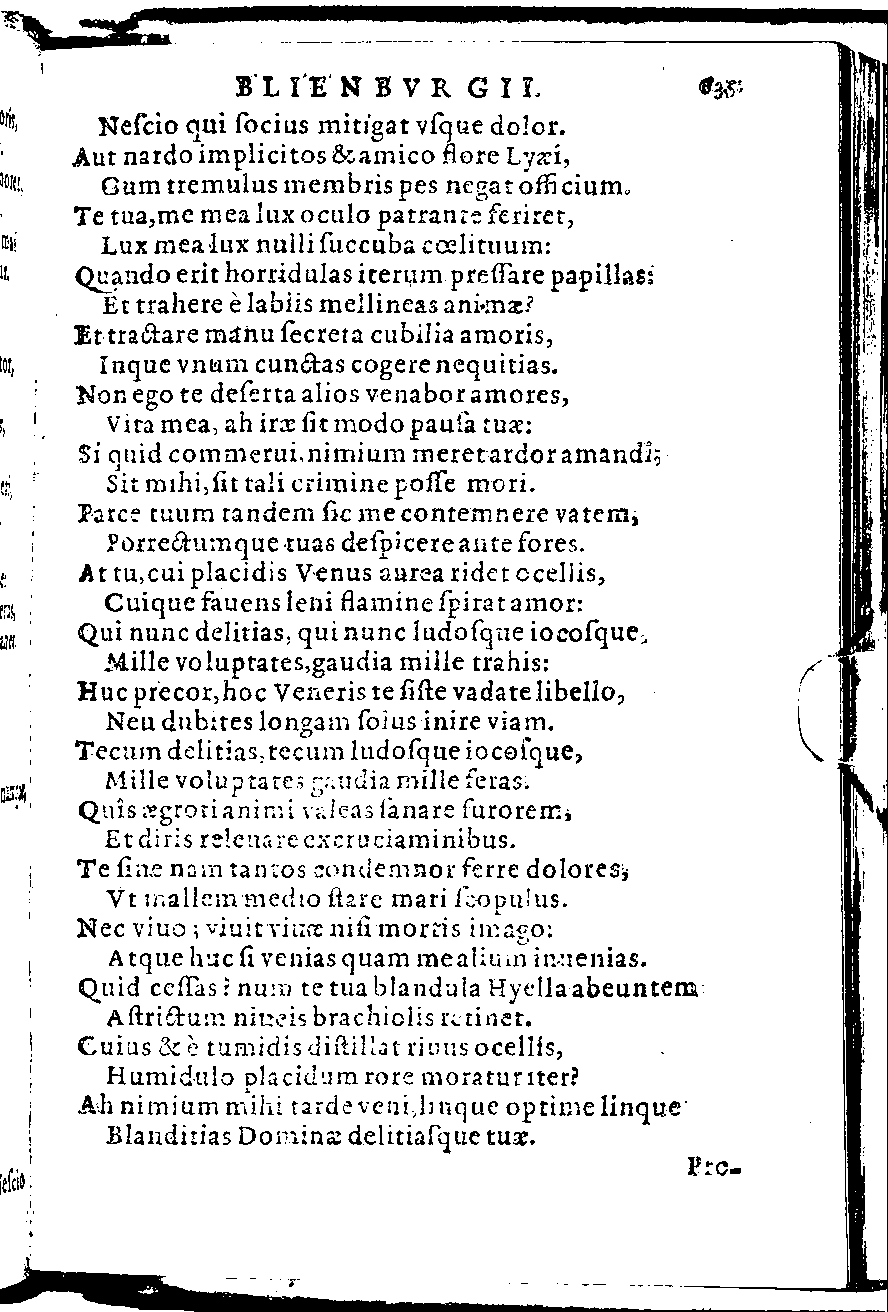 BLIENBVRGII. 635
Neſcio qui ſocius mitigat vſque dolor.
Aut nardo implicitos & amico flore Lyæi,
Cum tremulus membris pes negat officium.
Te tua, me mea lux oculo patrante feriret,
Lux mea lux nulli ſuccuba cœlituum:
Quando erit horridulas iterum preſſare papillas?
Et trahere è labiis mellineas animæ?
Et tractare manu ſecreta cubilia amoris,
Inque vnum cunctas cogere nequitias.
Non ego te deſerta alios venabor amores,
Vita mea, ah iræ ſit modo pauſa tuæ:
Si quid commerui, nimium meret ardor amandi;
Sit mihi, ſit tali crimine poſſe mori.
Parce tuum tandem ſic me contemnere vatem,
Porrectumque tuas deſpicere ante fores.
At tu, cui placidis Venus aurea ridet ocellis,
Cuique fauens leni flamine ſpirat amor:
Qui nunc delitias, qui nunc ludoſque iocoſque,
Mille voluptates, gaudia mille trahis:
Huc precor, hoc Veneris te ſiſte vadate libello,
Neu dubites longam ſolus inire viam.
Tecum delitias, tecum ludoſque iocoſque,
Mille voluptates gaudia mille feras.
Quîs ægroti animi valeas ſanare furorem,
Et diris releuare excruciaminibus.
Te ſine nam tantos condemnor ferre dolores,
Vt mallem medio ſtare mari ſcopulus.
Nec viuo; viuit viuæ niſi mortis imago:
Atque huc ſi venias quam me alium inuenias.
Quid ceſſas? num te tua blandula Hyella abeuntem
Aſtrictum niueis brachiolis retinet.
Cuius & è tumidis diſtillat riuus ocellis,
Humidulo placidum rore moratur iter?
Ah nimium mihi tarde veni, linque optime linque
Blanditias Dominæ delitiaſque tuæ.
Pro-